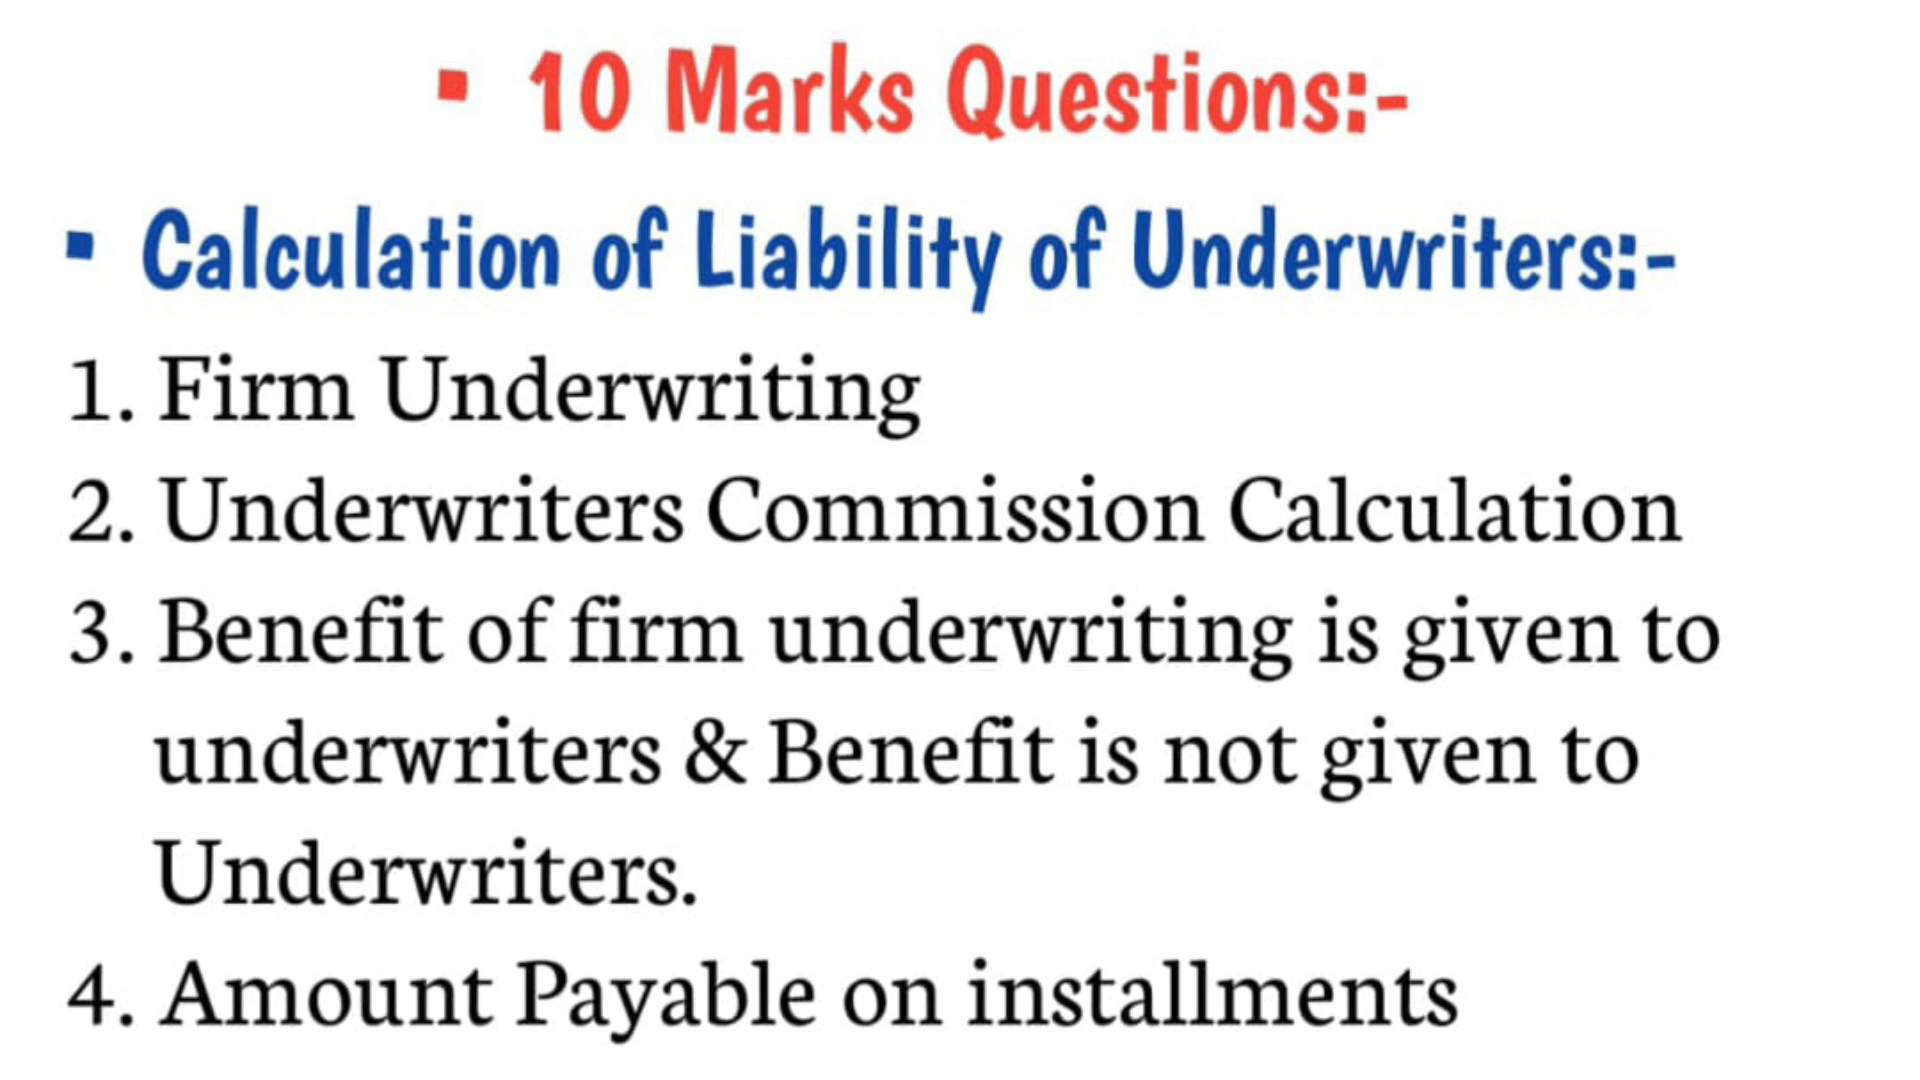 ▪ 10 Marks Questions:-
▪ Calculation of Liability of Underwriters:-
1. Firm Underwriting
2. Underwriters Commission Calculation
3. Benefit of firm underwriting is given to
underwriters & Benefit is not given to
Underwriters.
4. Amount Payable on installments